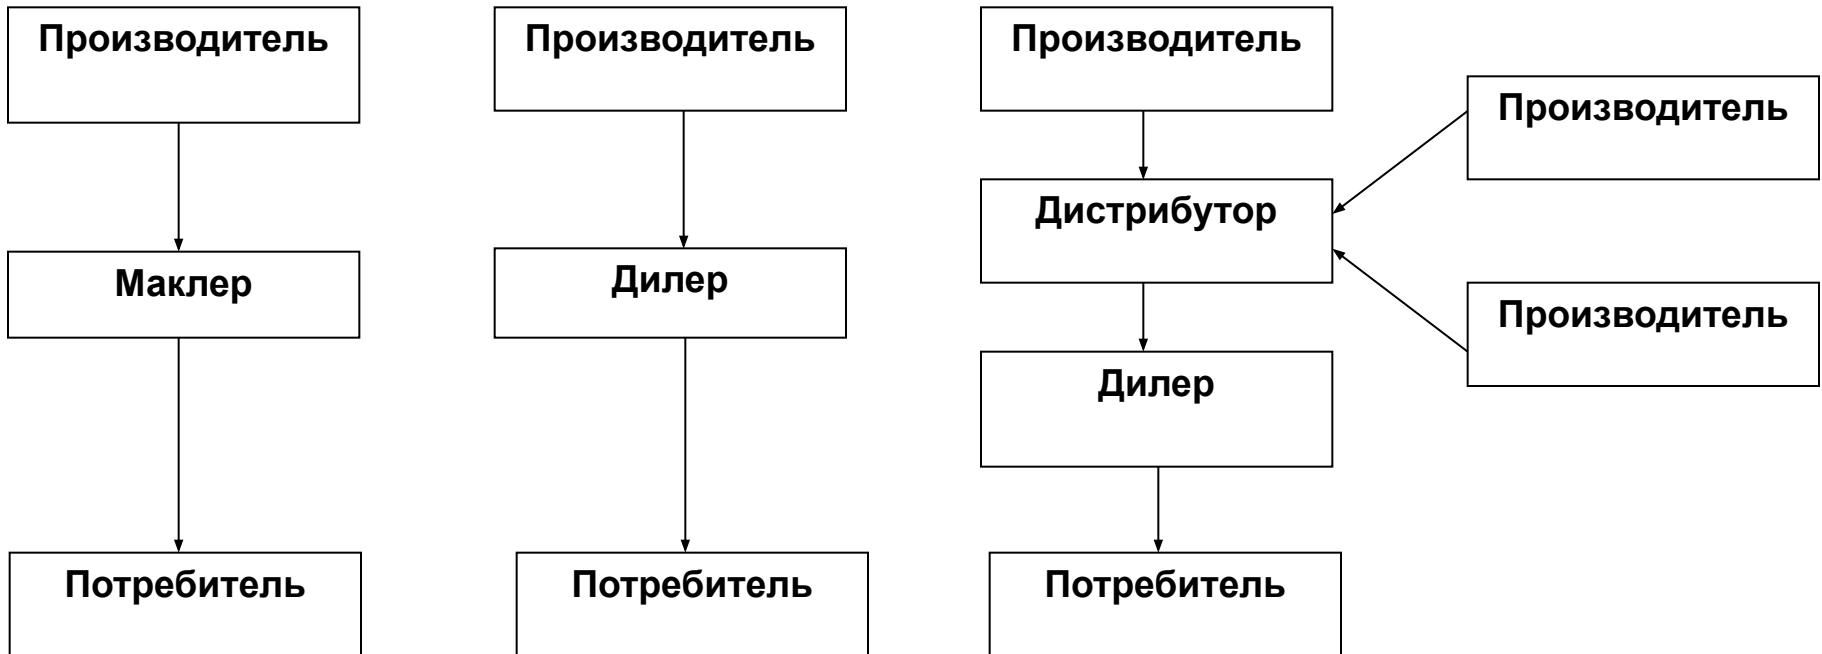 Производитель
Маклер
Потребитель
Производитель
Дилер
Потребитель
Производитель
Дистрибутор
Дилер
Потребитель
Производитель
Производитель